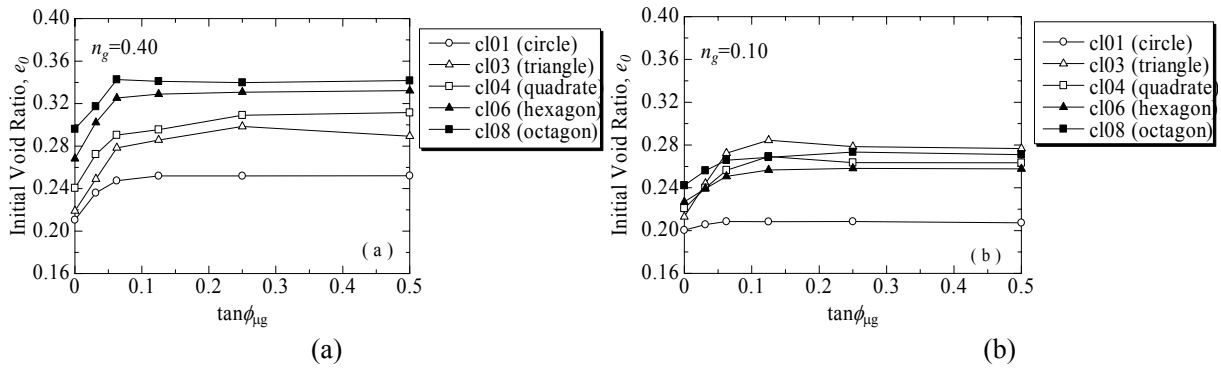 0.40
0.36
0.32
0.28
0.24
0.20
0.16
Initial Void Ratio, e0
n_g=0.40
0 0.1 0.2 0.3 0.4 0.5
tanϕμg
( a )
cl01 (circle)
cl03 (triangle)
cl04 (quadrate)
cl06 (hexagon)
cl08 (octagon)
(a)
0.40
0.36
0.32
0.28
0.24
0.20
0.16
Initial Void Ratio, e0
n_g=0.10
0 0.1 0.2 0.3 0.4 0.5
tanϕμg
( b )
cl01 (circle)
cl03 (triangle)
cl04 (quadrate)
cl06 (hexagon)
cl08 (octagon)
(b)